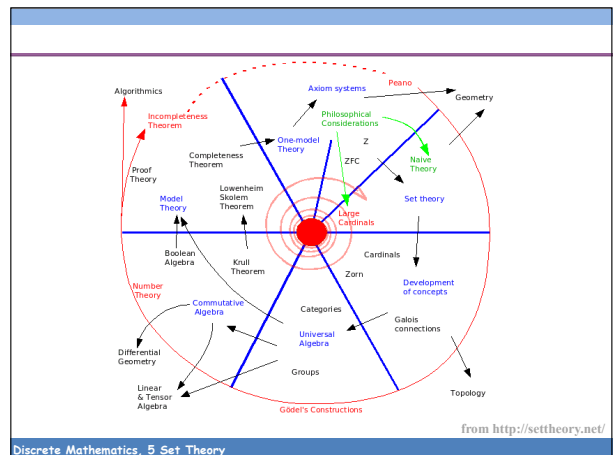 Axiom systems
Peano
Algorithmics
Geometry
Incompleteness
Theorem
Philosophical
Considerations
One-model
Theory
Z
Completeness
Theorem
ZFC
Naive
Theory
Proof
Theory
Model
Theory
Lowenheim
Skolem
Theorem
Set theory
Large
Cardinals
Boolean
Algebra
Krull
Theorem
Cardinals
Zorn
Number
Theory
Development
of concepts
Commutative
Algebra
Categories
Galois
connections
Universal
Algebra
Differential
Geometry
Groups
Linear
& Tensor
Algebra
Topology
Gödel's Constructions
from http://settheory.net/
Discrete Mathematics, 5 Set Theory